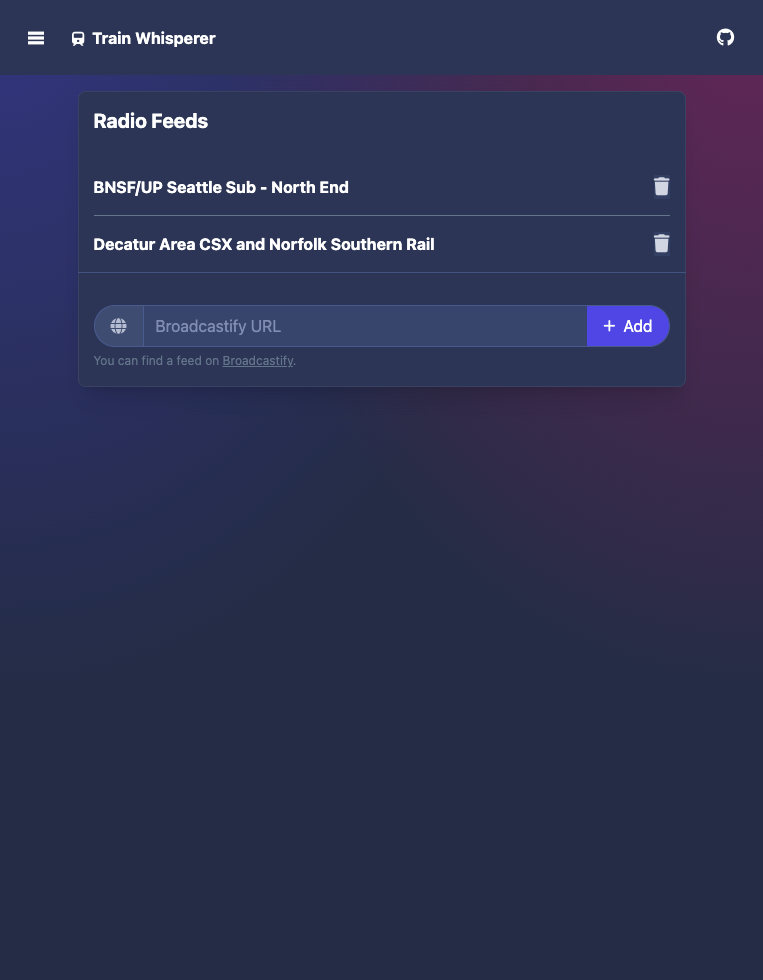 Train Whisperer
Radio Feeds
BNSF/UP Seattle Sub - North End
Decatur Area CSX and Norfolk Southern Rail
Broadcastify URL
+ Add
You can find a feed on Broadcastify.